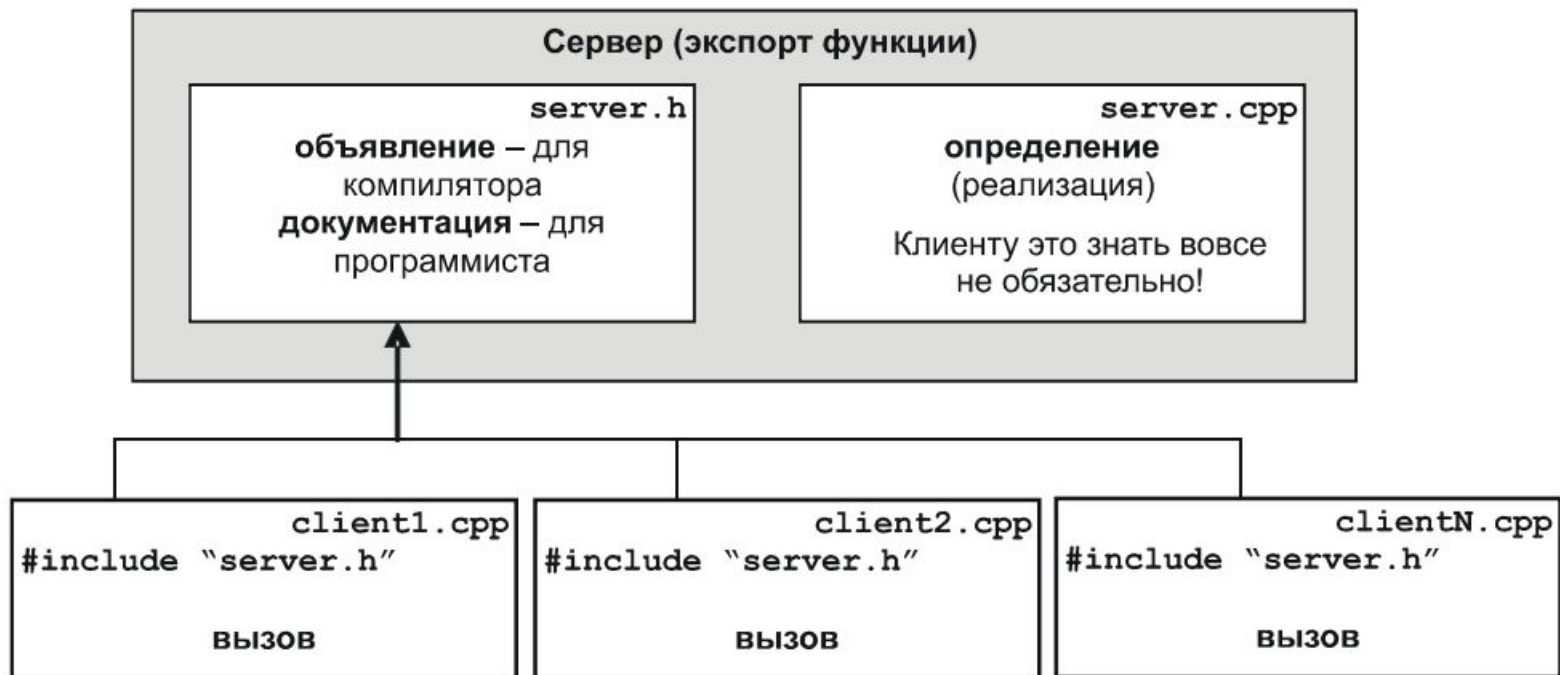 Сервер (экспорт функции)
server.h
объявление – для
компилятора
документация – для
программиста
server.cpp
определение
(реализация)
Клиенту это знать вовсе
не обязательно!
client1.cpp
#include “server.h”
вызов
client2.cpp
#include “server.h”
вызов
clientN.cpp
#include “server.h”
вызов